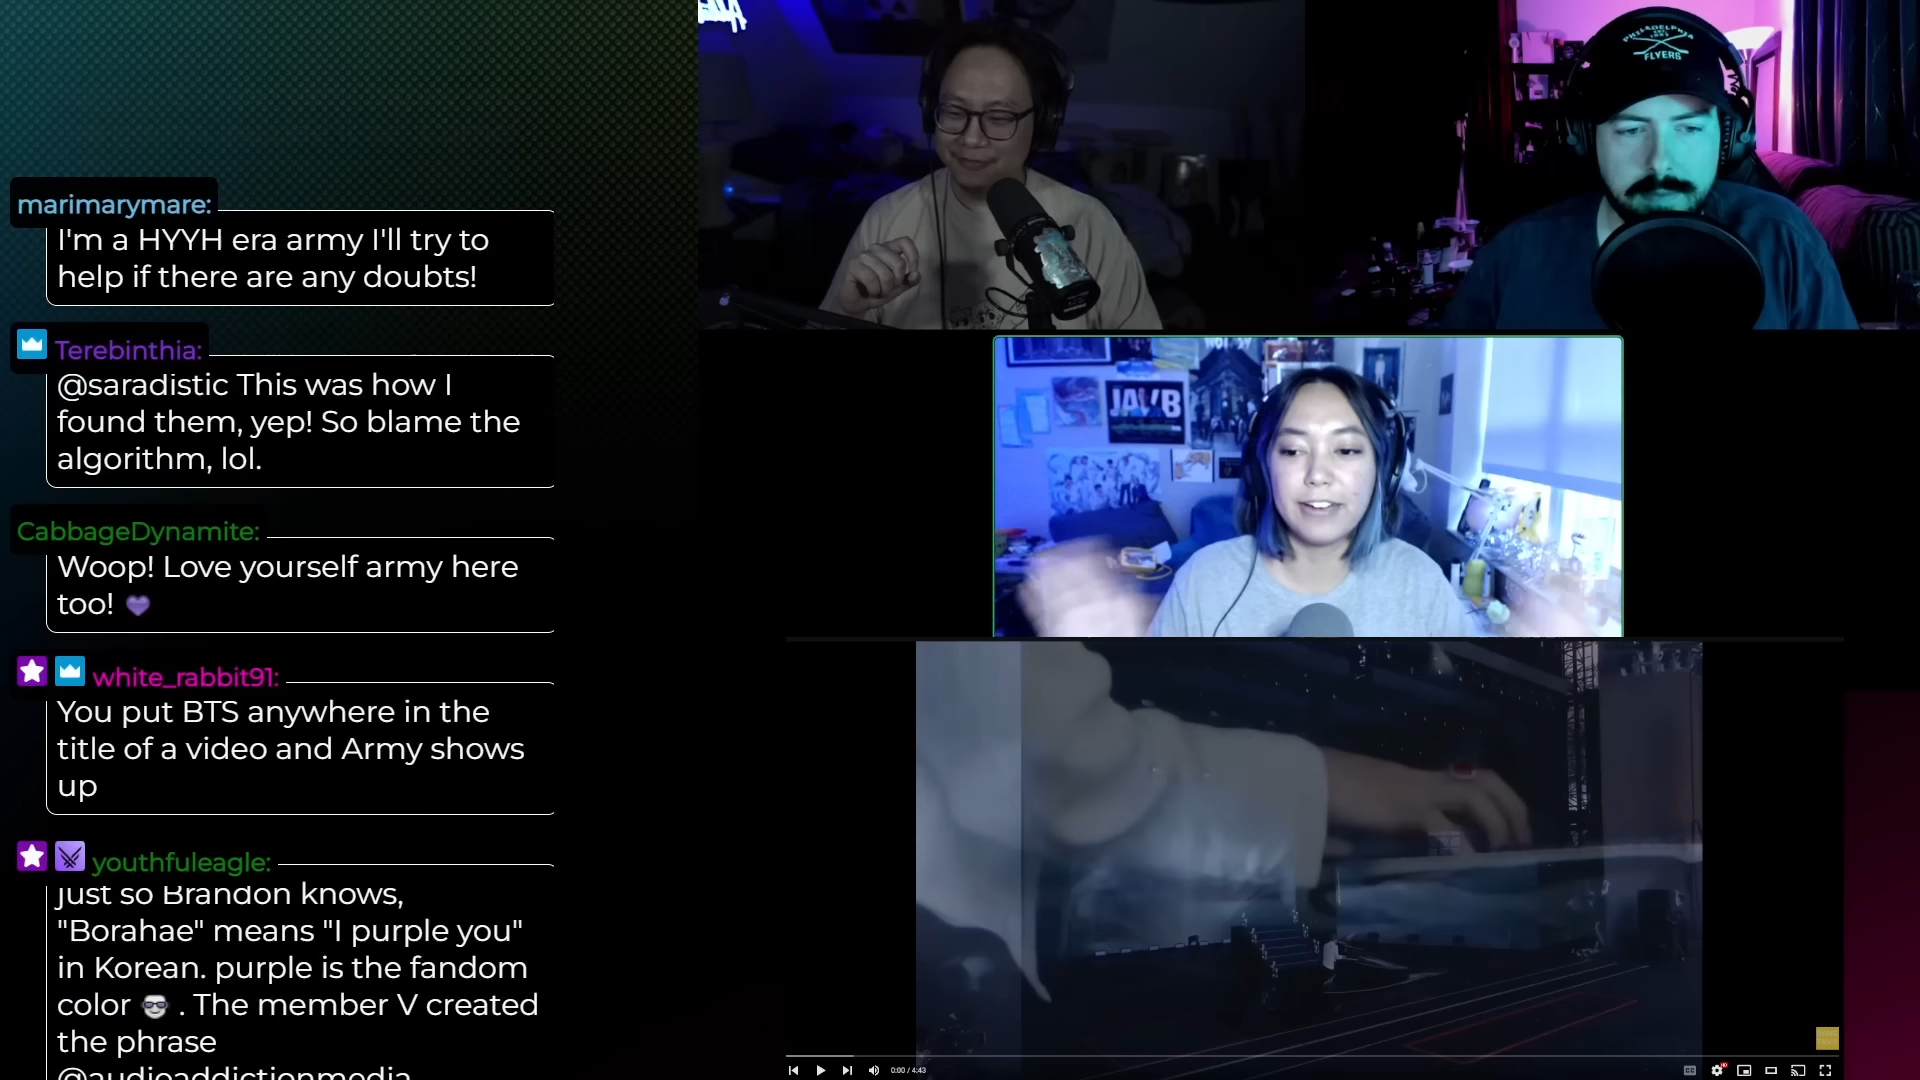 marimarymare:
I'm a HYYH era army I'll try to
help if there are any doubts!
Terebinthia:
@saradistic This was how I
found them, yep! So blame the
algorithm, lol.
CabbageDynamite:
Woop! Love yourself army here
too! 💜
white_rabbit91:
You put BTS anywhere in the
title of a video and Army shows
up
youthfuleagle:
Just so Brandon knows,
"Borahae" means "I purple you"
in Korean. purple is the fandom
color 😎 . The member V created
the phrase
@audioaddictionmedia
PHILADELPHIA
FLYERS
0:00 / 4:43